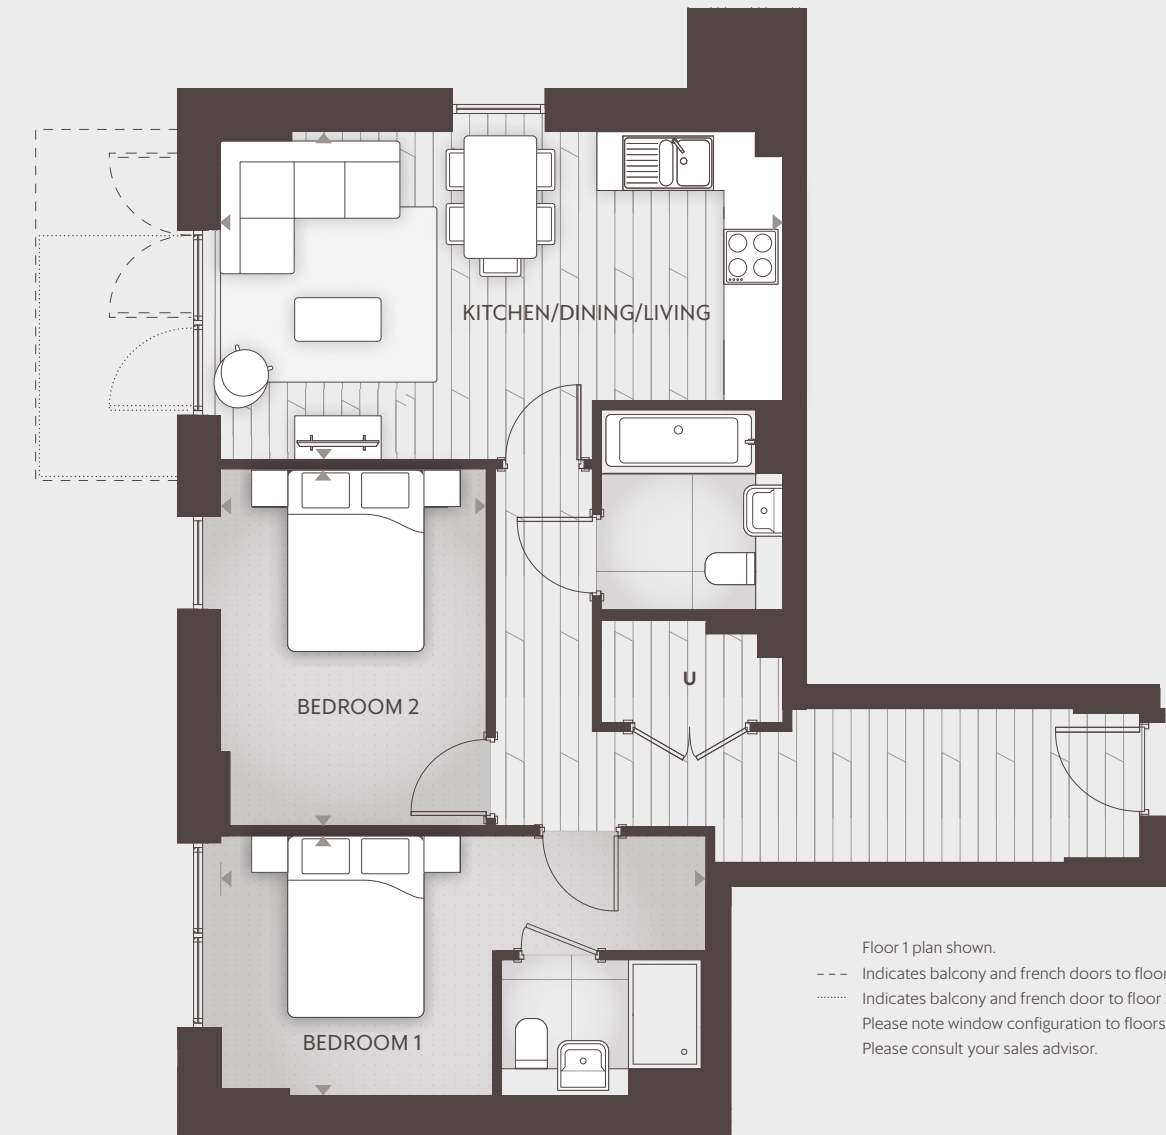 KITCHEN/DINING/LIVING
U
BEDROOM 2
BEDROOM 1
Floor 1 plan shown.
Indicates balcony and french doors to floor
Indicates balcony and french door to floor
Please note window configuration to floors
Please consult your sales advisor.